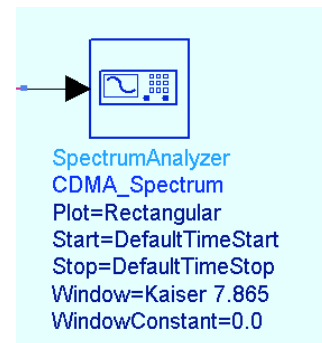 SpectrumAnalyzer
CDMA_Spectrum
Plot=Rectangular
Start=DefaultTimeStart
Stop=DefaultTimeStop
Window=Kaiser 7.865
WindowConstant=0.0